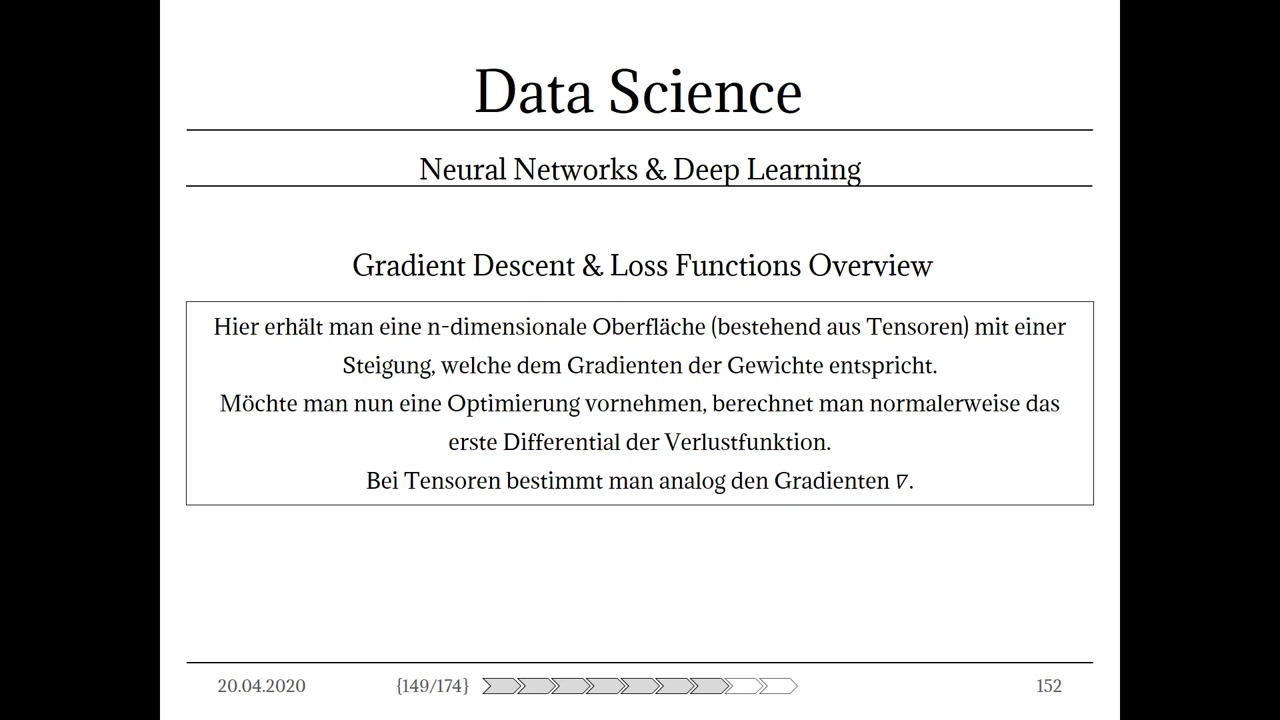 Data Science
Neural Networks & Deep Learning
Gradient Descent & Loss Functions Overview
Hier erhält man eine n-dimensionale Oberfläche (bestehend aus Tensoren) mit einer
Steigung, welche dem Gradienten der Gewichte entspricht.
Möchte man nun eine Optimierung vornehmen, berechnet man normalerweise das
erste Differential der Verlustfunktion.
Bei Tensoren bestimmt man analog den Gradienten ∇.
20.04.2020 {149/174} 152